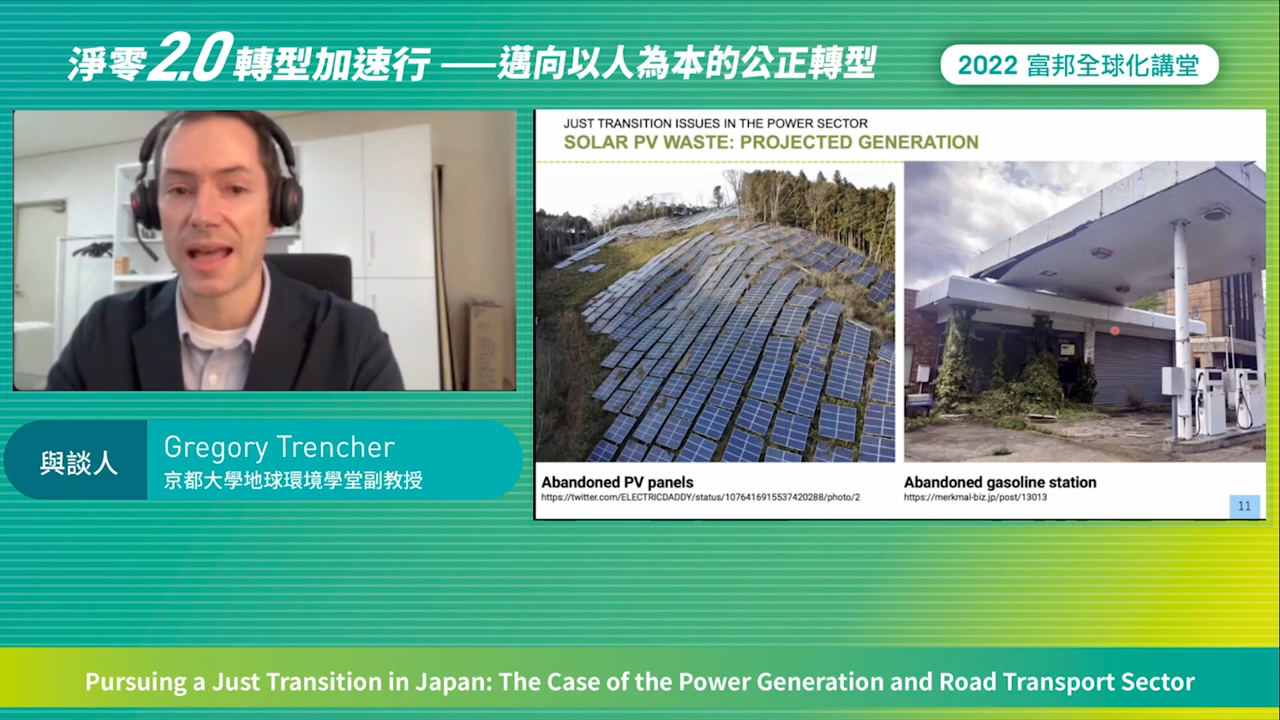 淨零2.0轉型加速行——邁向以人為本的公正轉型
2022 富邦全球化講堂
JUST TRANSITION ISSUES IN THE POWER SECTOR
SOLAR PV WASTE: PROJECTED GENERATION
Abandoned PV panels
https://twitter.com/ELECTRICDADDY/status/1076416915537420288/photo/2
Abandoned gasoline station
https://merkmal-biz.jp/post/13013
11
與談人
Gregory Trencher
京都大學地球環境學堂副教授
Pursuing a Just Transition in Japan: The Case of the Power Generation and Road Transport Sector